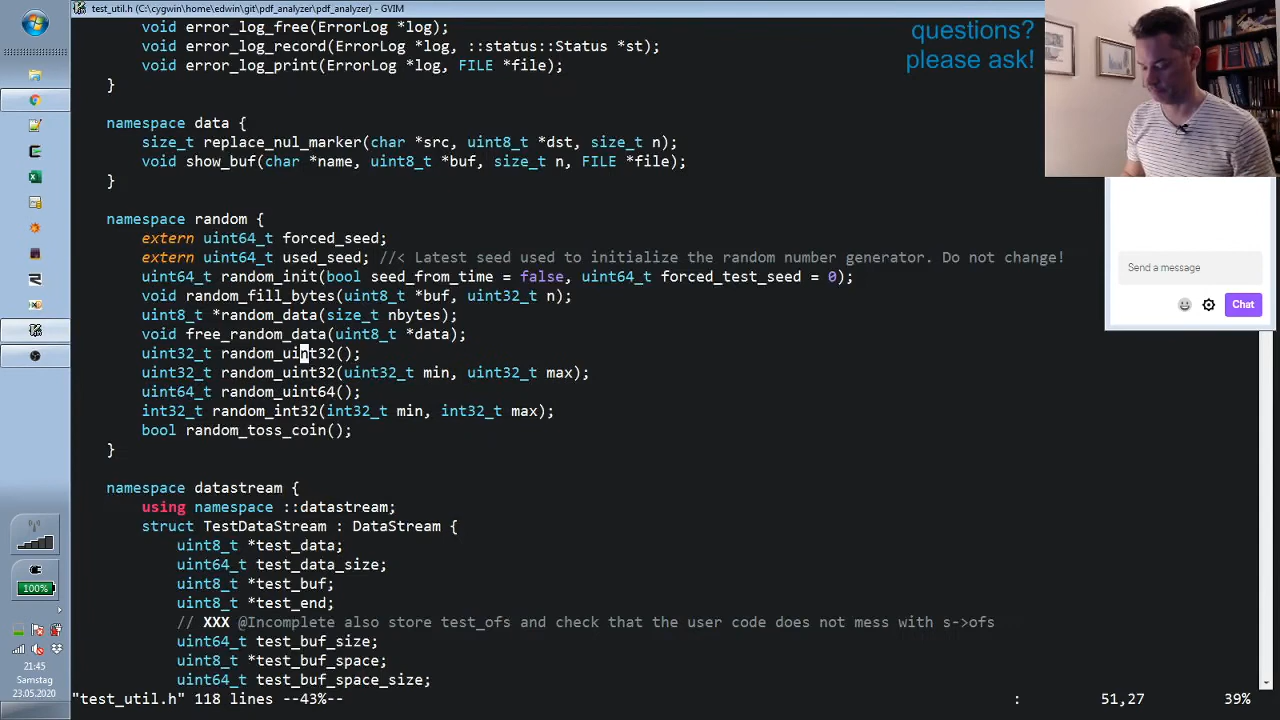 test_util.h (C:\cygwin\home\edwin\git\pdf_analyzer\pdf_analyzer) - GVIM
void error_log_free(ErrorLog *log);
void error_log_record(ErrorLog *log, ::status::Status *st);
void error_log_print(ErrorLog *log, FILE *file);
}
questions?
please ask!
namespace data {
size_t replace_nul_marker(char *src, uint8_t *dst, size_t n);
void show_buf(char *name, uint8_t *buf, size_t n, FILE *file);
}
namespace random {
extern uint64_t forced_seed;
extern uint64_t used_seed; //< Latest seed used to initialize the random number generator. Do not change!
uint64_t random_init(bool seed_from_time = false, uint64_t forced_test_seed = 0);
void random_fill_bytes(uint8_t *buf, uint32_t n);
uint8_t *random_data(size_t nbytes);
void free_random_data(uint8_t *data);
uint32_t random_uint32();
uint32_t random_uint32(uint32_t min, uint32_t max);
uint64_t random_uint64();
int32_t random_int32(int32_t min, int32_t max);
bool random_toss_coin();
}
namespace datastream {
using namespace ::datastream;
struct TestDataStream : DataStream {
uint8_t *test_data;
uint64_t test_data_size;
uint8_t *test_buf;
uint8_t *test_end;
// XXX @Incomplete also store test_ofs and check that the user code does not mess with s->ofs
uint64_t test_buf_size;
uint8_t *test_buf_space;
uint64_t test_buf_space_size;
"test_util.h" 118 lines --43%-- : 51,27 39%
Send a message
Chat
100%
21:45
Samstag
23.05.2020